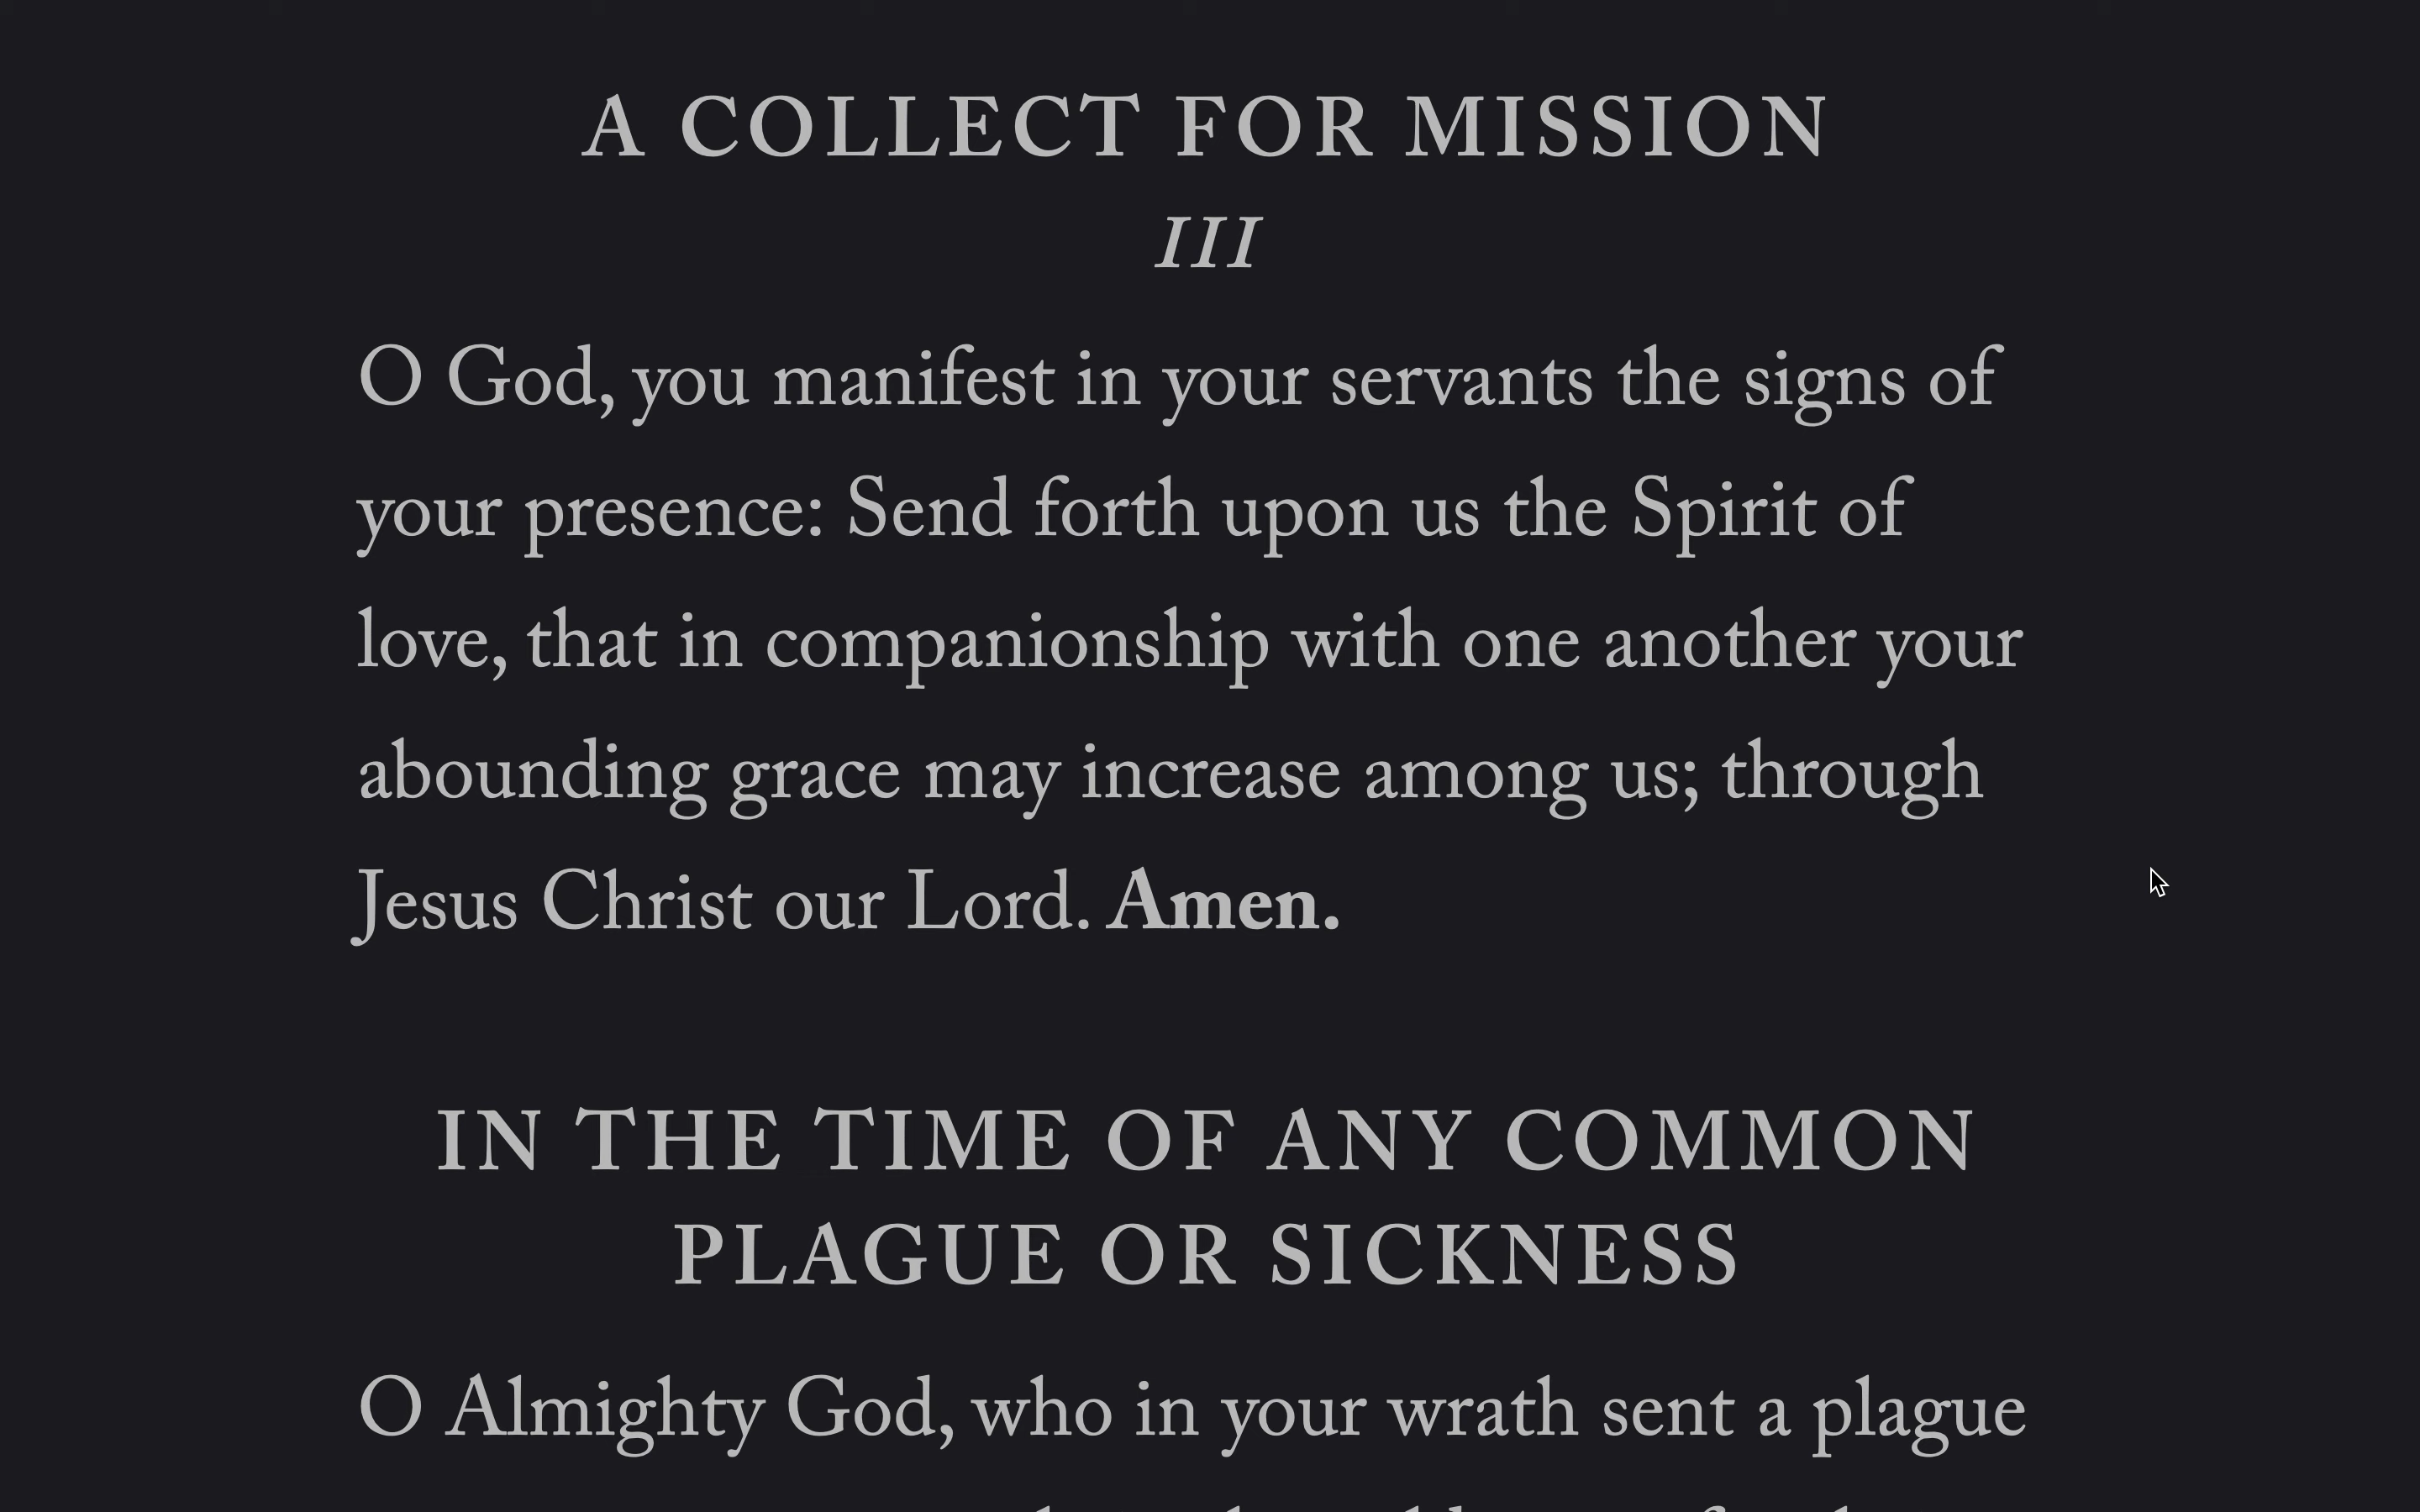 A COLLECT FOR MISSION
III
O God, you manifest in your servants the signs of
your presence: Send forth upon us the Spirit of
love, that in companionship with one another your
abounding grace may increase among us; through
Jesus Christ our Lord. Amen.
IN THE TIME OF ANY COMMON
PLAGUE OR SICKNESS
O Almighty God, who in your wrath sent a plague